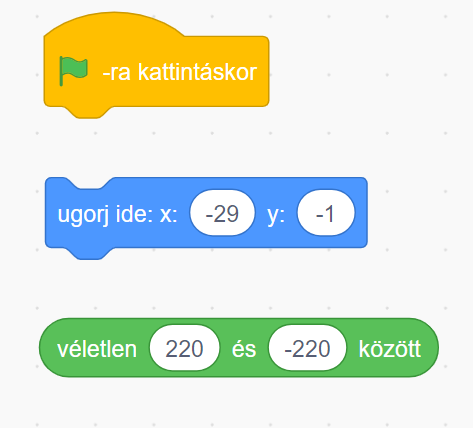 -ra kattintáskor
ugorj ide: x: -29 y: -1
véletlen 220 és -220 között